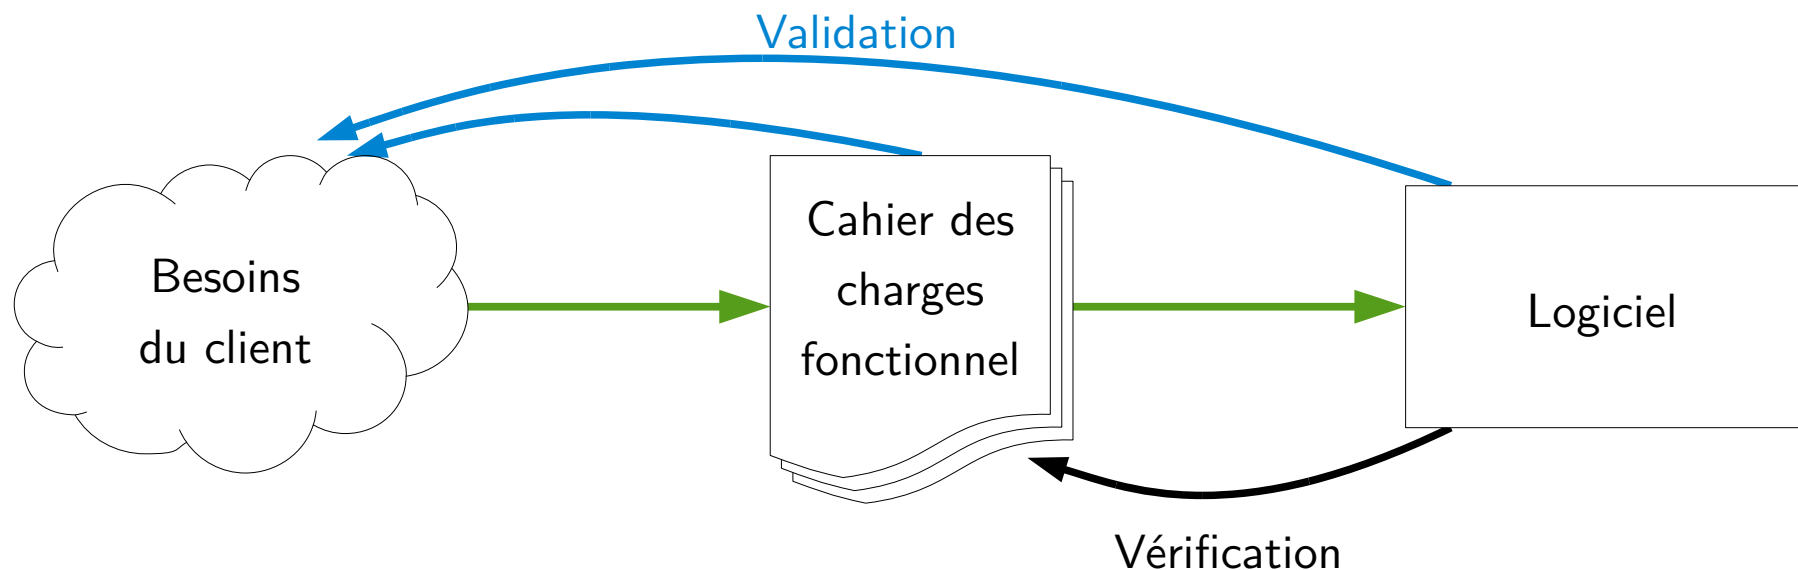 Validation
Besoins
du client
Cahier des
charges
fonctionnel
Logiciel
Vérification